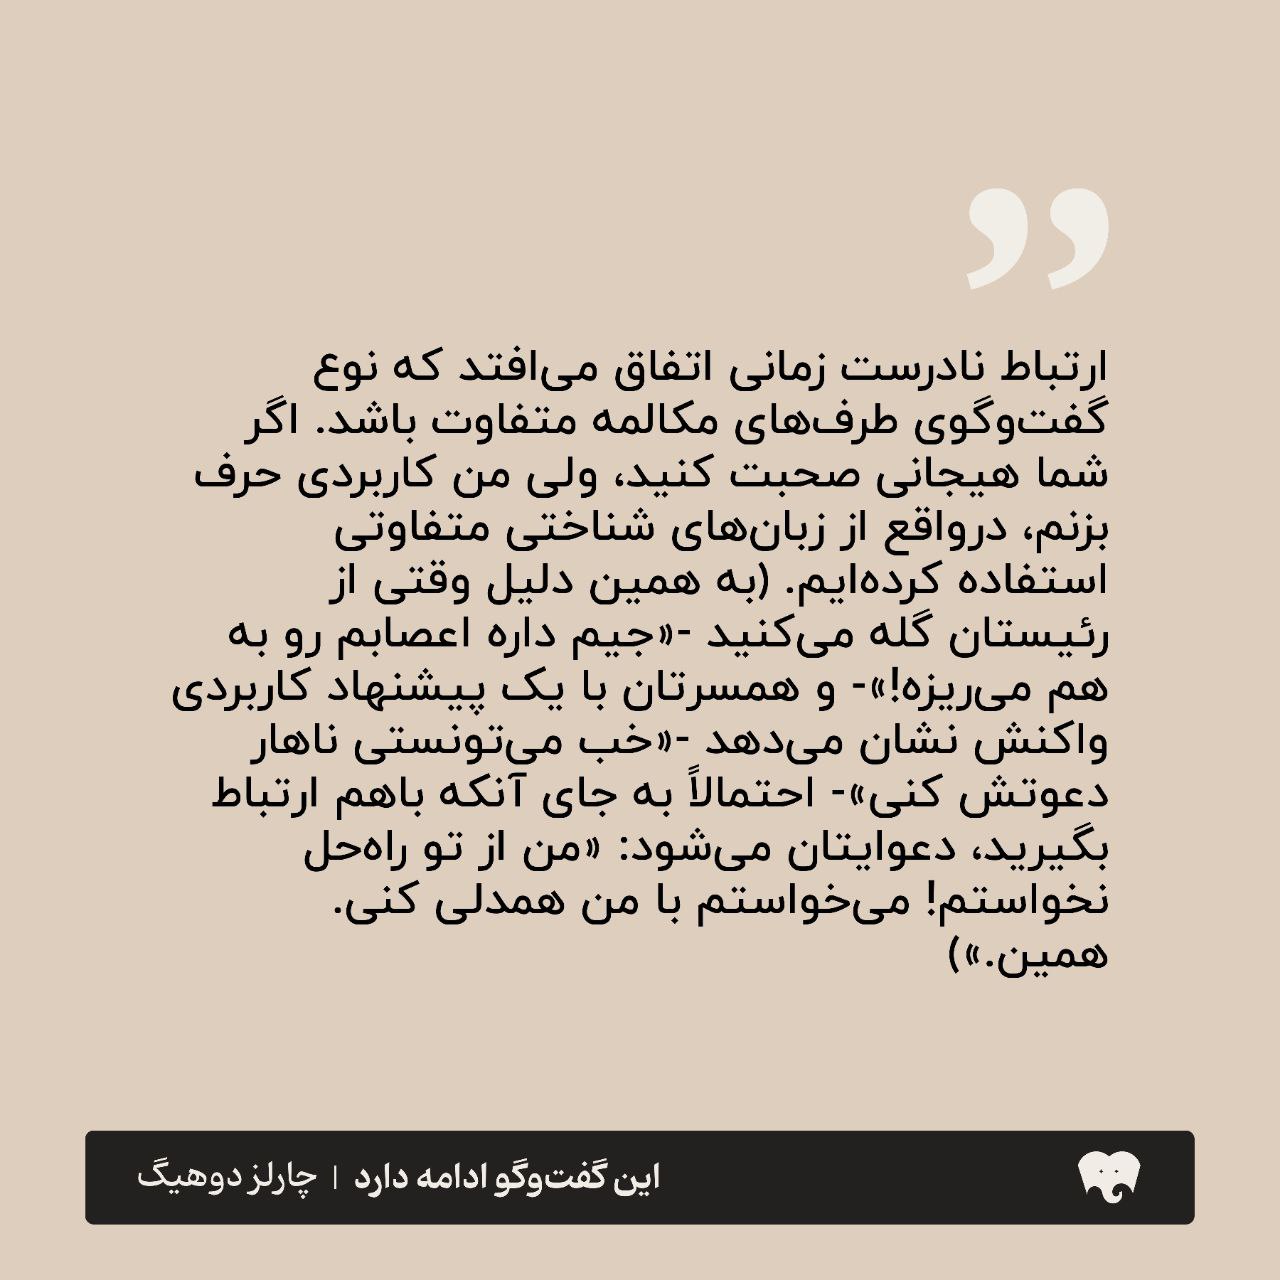 ارتباط نادرست زمانی اتفاق می‌افتد که نوع
گفت‌وگوی طرف‌های مکالمه متفاوت باشد. اگر
شما هیجانی صحبت کنید، ولی من کاربردی حرف
بزنم، درواقع از زبان‌های شناختی متفاوتی
استفاده کرده‌ایم. (به همین دلیل وقتی از
رئیستان گله می‌کنید -«جیم داره اعصابم رو به
هم می‌ریزه!»- و همسرتان با یک پیشنهاد کاربردی
واکنش نشان می‌دهد -«خب می‌تونستی ناهار
دعوتش کنی»- احتمالاً به جای آنکه باهم ارتباط
بگیرید، دعوایتان می‌شود: «من از تو راه‌حل
نخواستم! می‌خواستم با من همدلی کنی.
همین.»)
این گفت‌وگو ادامه دارد | چارلز دوهیگ